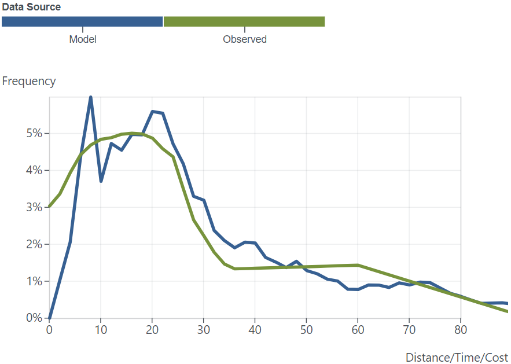 Data Source
Model Observed
Frequency
5%
4%
3%
2%
1%
0%
0 10 20 30 40 50 60 70 80
Distance/Time/Cost